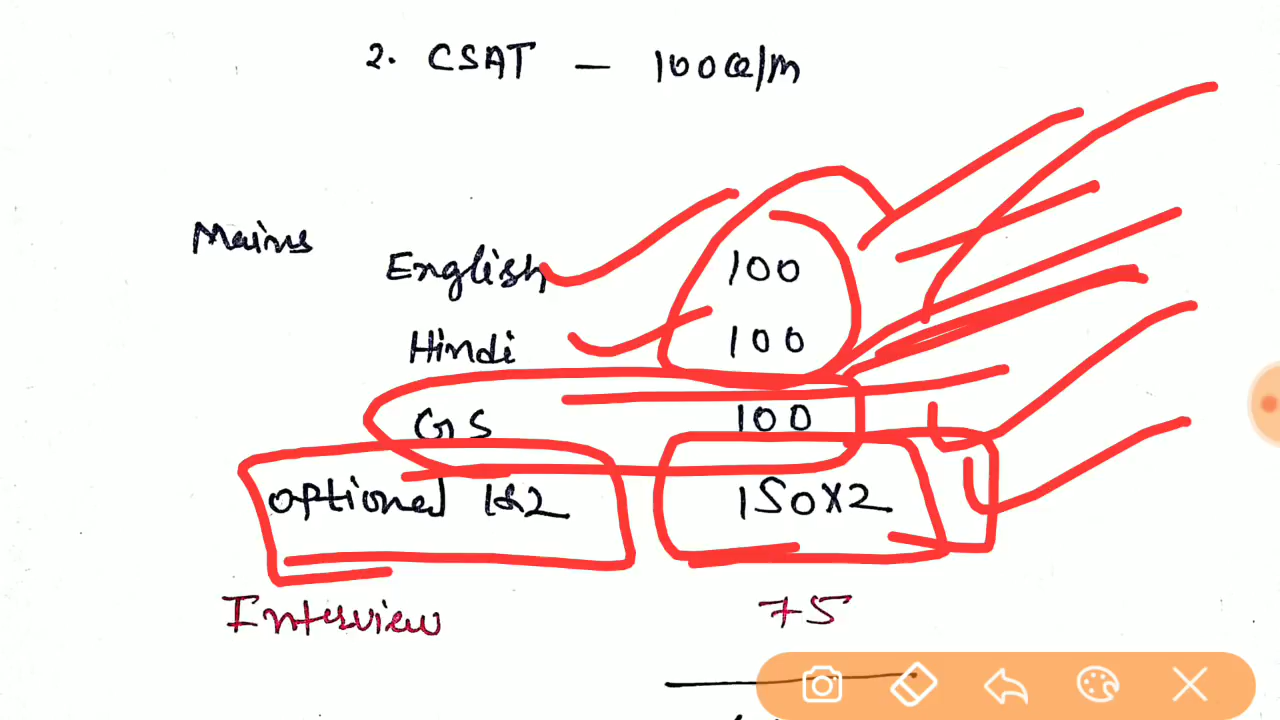 2. CSAT - 100Q/M
Mains
English 100
Hindi 100
GS 100
optional 1&2 150X2
Interview 75